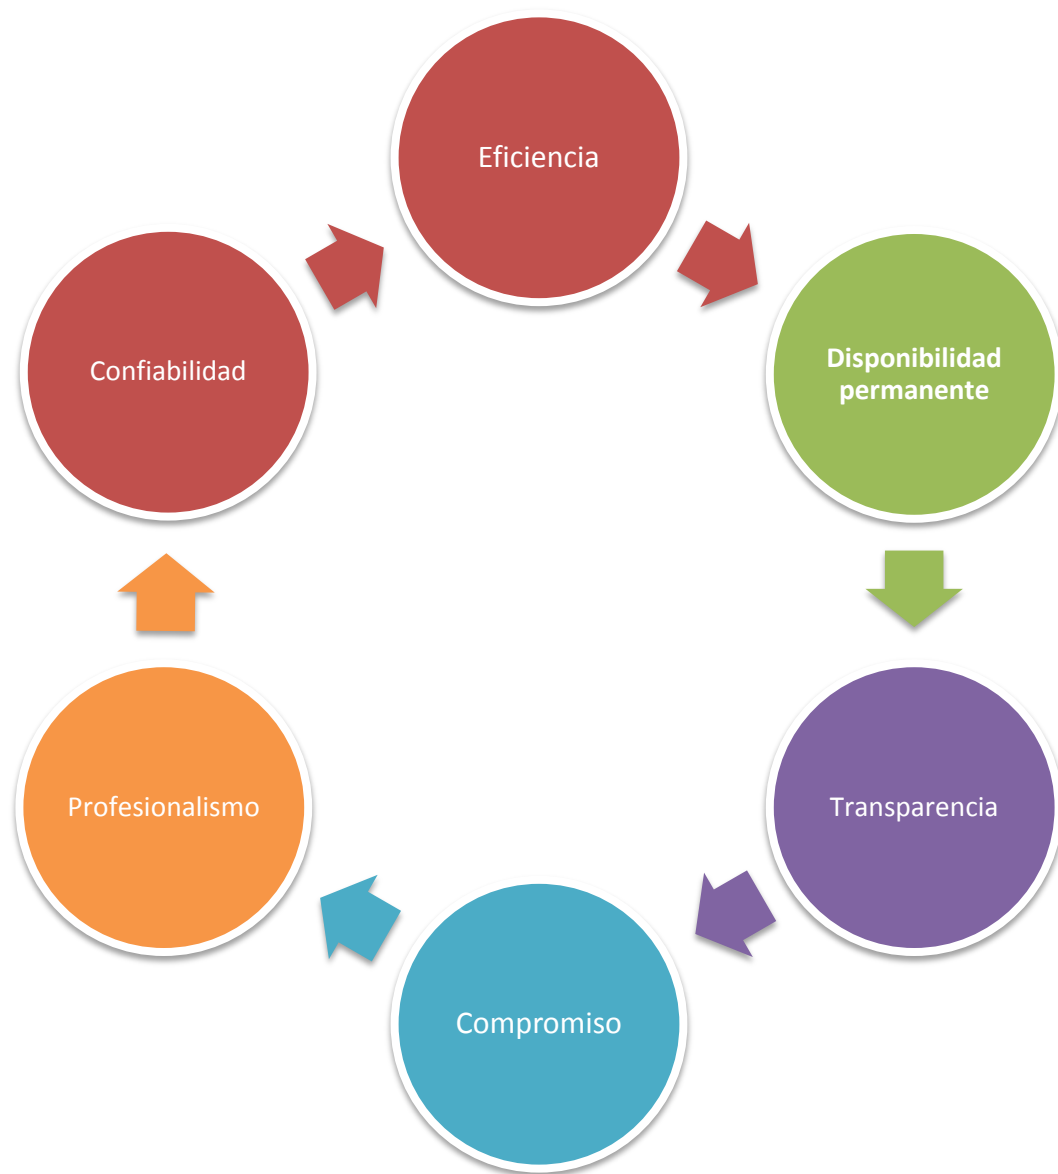 Eficiencia
Disponibilidad
permanente
Transparencia
Compromiso
Profesionalismo
Confiabilidad